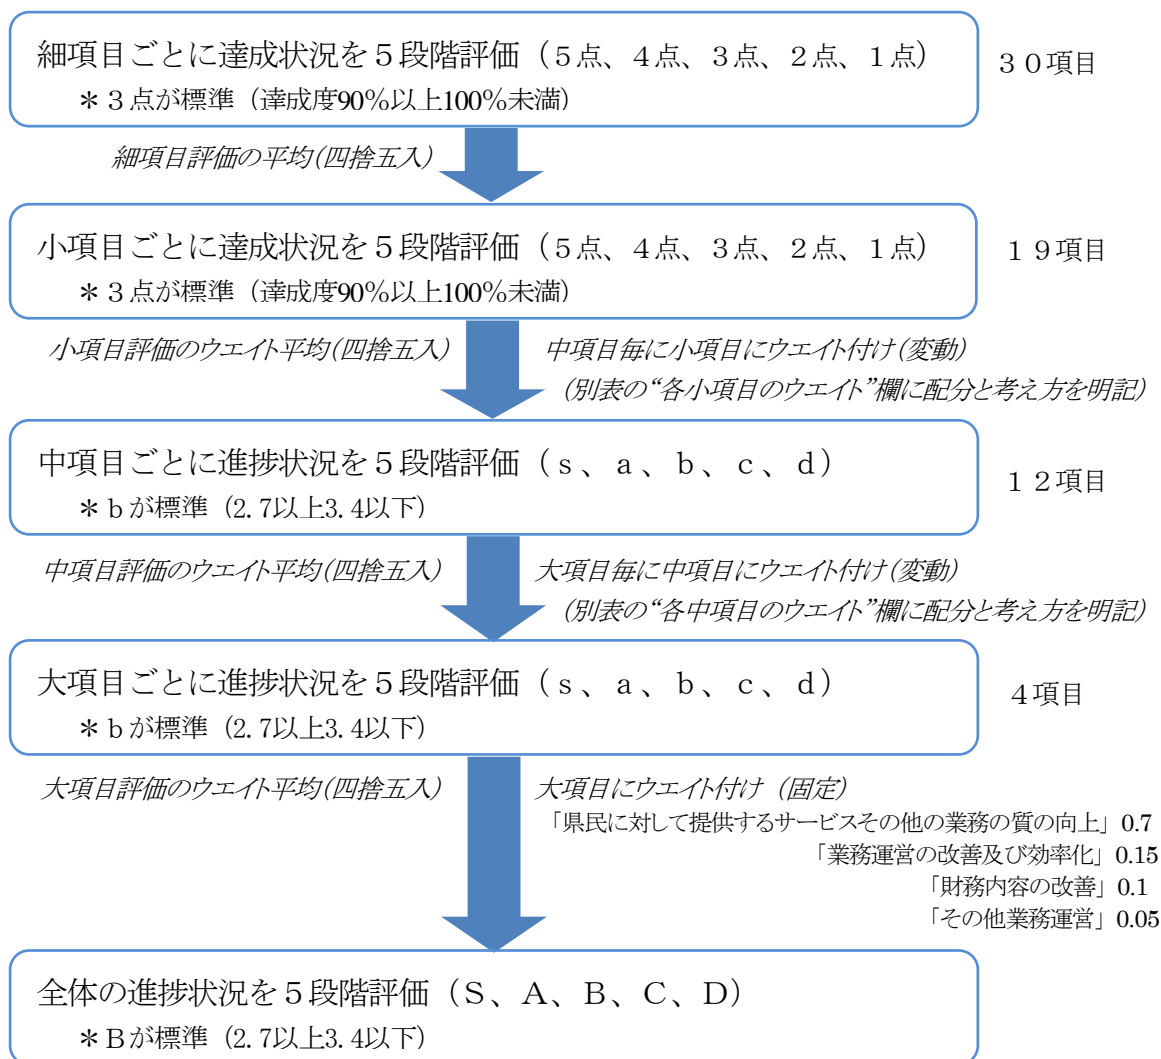 細項目ごとに達成状況を５段階評価（５点、４点、３点、２点、１点）
３０項目
＊３点が標準（達成度90％以上100％未満）
細項目評価の平均(四捨五入)
小項目ごとに達成状況を５段階評価（５点、４点、３点、２点、１点）
１９項目
＊３点が標準（達成度90％以上100％未満）
小項目評価のウエイト平均(四捨五入)
中項目毎に小項目にウエイト付け(変動)
(別表の“各小項目のウエイト”欄に配分と考え方を明記)
中項目ごとに進捗状況を５段階評価（ｓ、ａ、ｂ、ｃ、ｄ）
１２項目
＊ｂが標準（2.7以上3.4以下）
中項目評価のウエイト平均(四捨五入)
大項目毎に中項目にウエイト付け(変動)
(別表の“各中項目のウエイト”欄に配分と考え方を明記)
大項目ごとに進捗状況を５段階評価（ｓ、ａ、ｂ、ｃ、ｄ）
４項目
＊ｂが標準（2.7以上3.4以下）
大項目評価のウエイト平均(四捨五入)
大項目にウエイト付け（固定）
「県民に対して提供するサービスその他の業務の質の向上」0.7
「業務運営の改善及び効率化」0.15
「財務内容の改善」0.1
「その他業務運営」0.05
全体の進捗状況を５段階評価（Ｓ、Ａ、Ｂ、Ｃ、Ｄ）
＊Ｂが標準（2.7以上3.4以下）